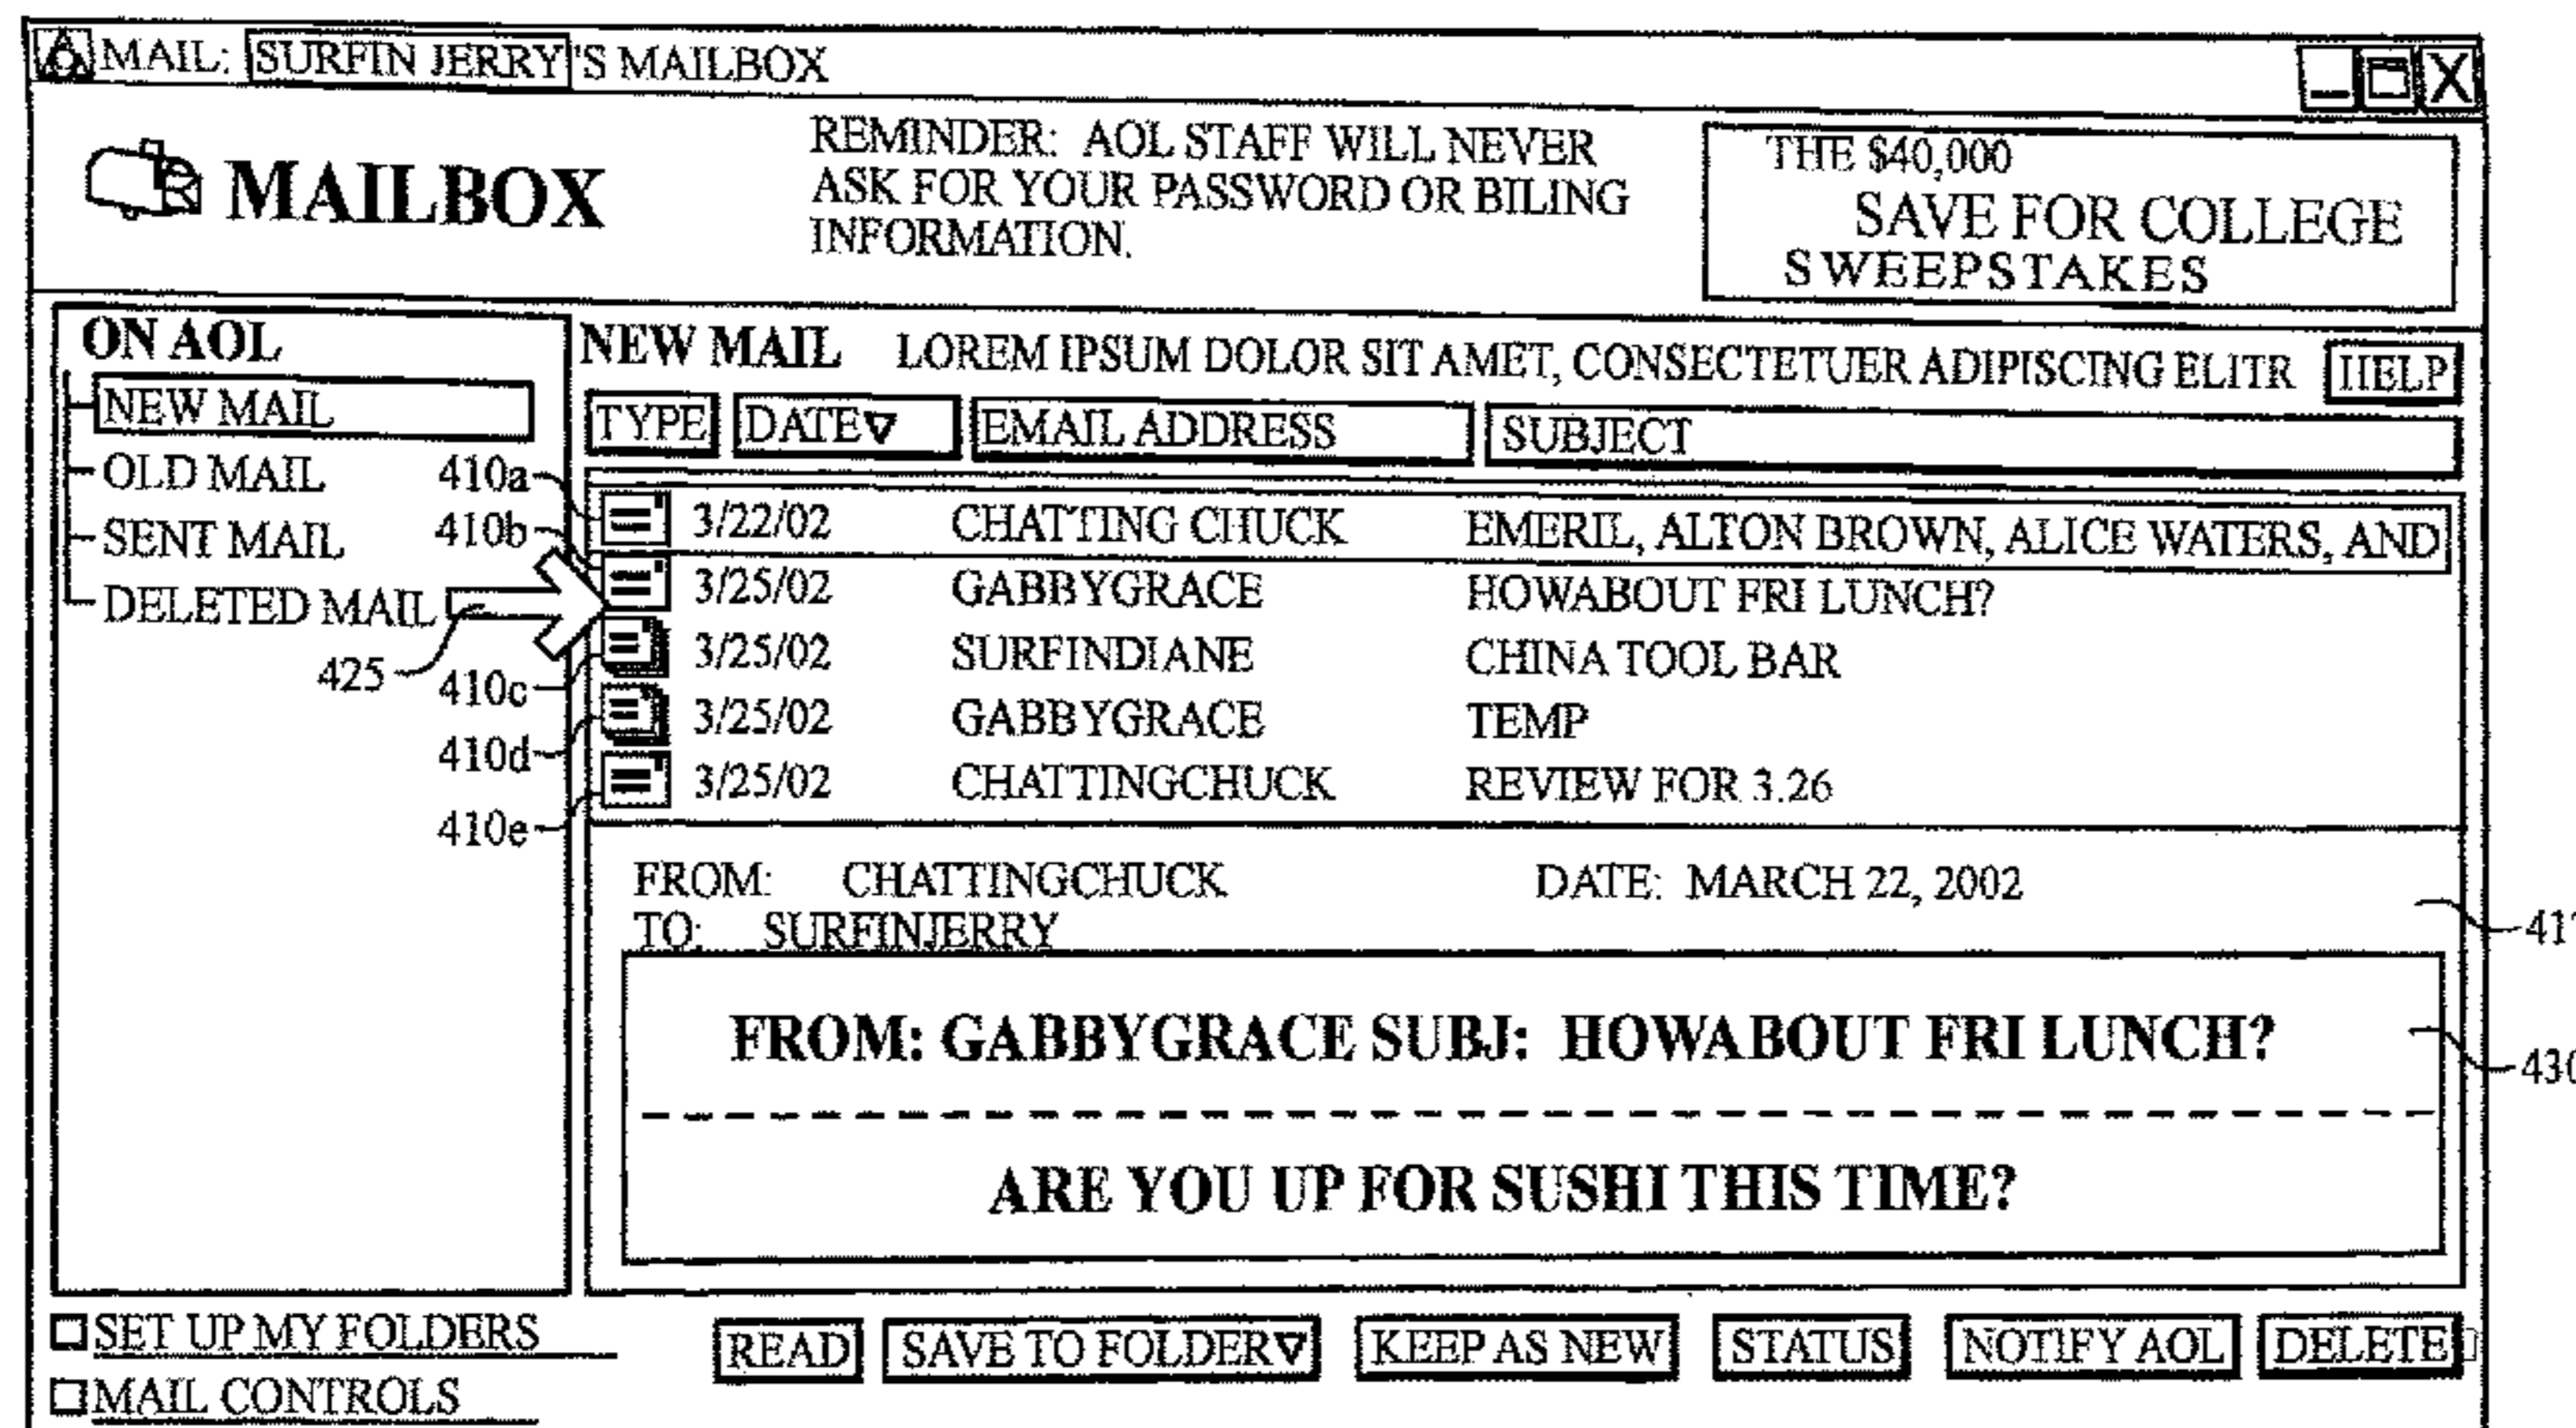 MAIL: SURFIN JERRY'S MAILBOX
MAILBOX
REMINDER: AOL STAFF WILL NEVER
ASK FOR YOUR PASSWORD OR BILING
INFORMATION.
THE $40,000
SAVE FOR COLLEGE
SWEEPSTAKES
ON AOL
NEW MAIL
OLD MAIL
SENT MAIL
DELETED MAIL
NEW MAIL LOREM IPSUM DOLOR SIT AMET, CONSECTETUER ADIPISCING ELITR HELP
TYPE DATE EMAIL ADDRESS SUBJECT
410a 3/22/02 CHATTING CHUCK EMERIL, ALTON BROWN, ALICE WATERS, AND
410b 3/25/02 GABBYGRACE HOWABOUT FRI LUNCH?
425
410c 3/25/02 SURFINDIANE CHINA TOOL BAR
410d 3/25/02 GABBYGRACE TEMP
410e 3/25/02 CHATTINGCHUCK REVIEW FOR 3.26
FROM: CHATTINGCHUCK DATE: MARCH 22, 2002
TO: SURFINJERRY
FROM: GABBYGRACE SUBJ: HOWABOUT FRI LUNCH?
430
ARE YOU UP FOR SUSHI THIS TIME?
SET UP MY FOLDERS
MAIL CONTROLS
READ SAVE TO FOLDER KEEP AS NEW STATUS NOTIFY AOL DELETE